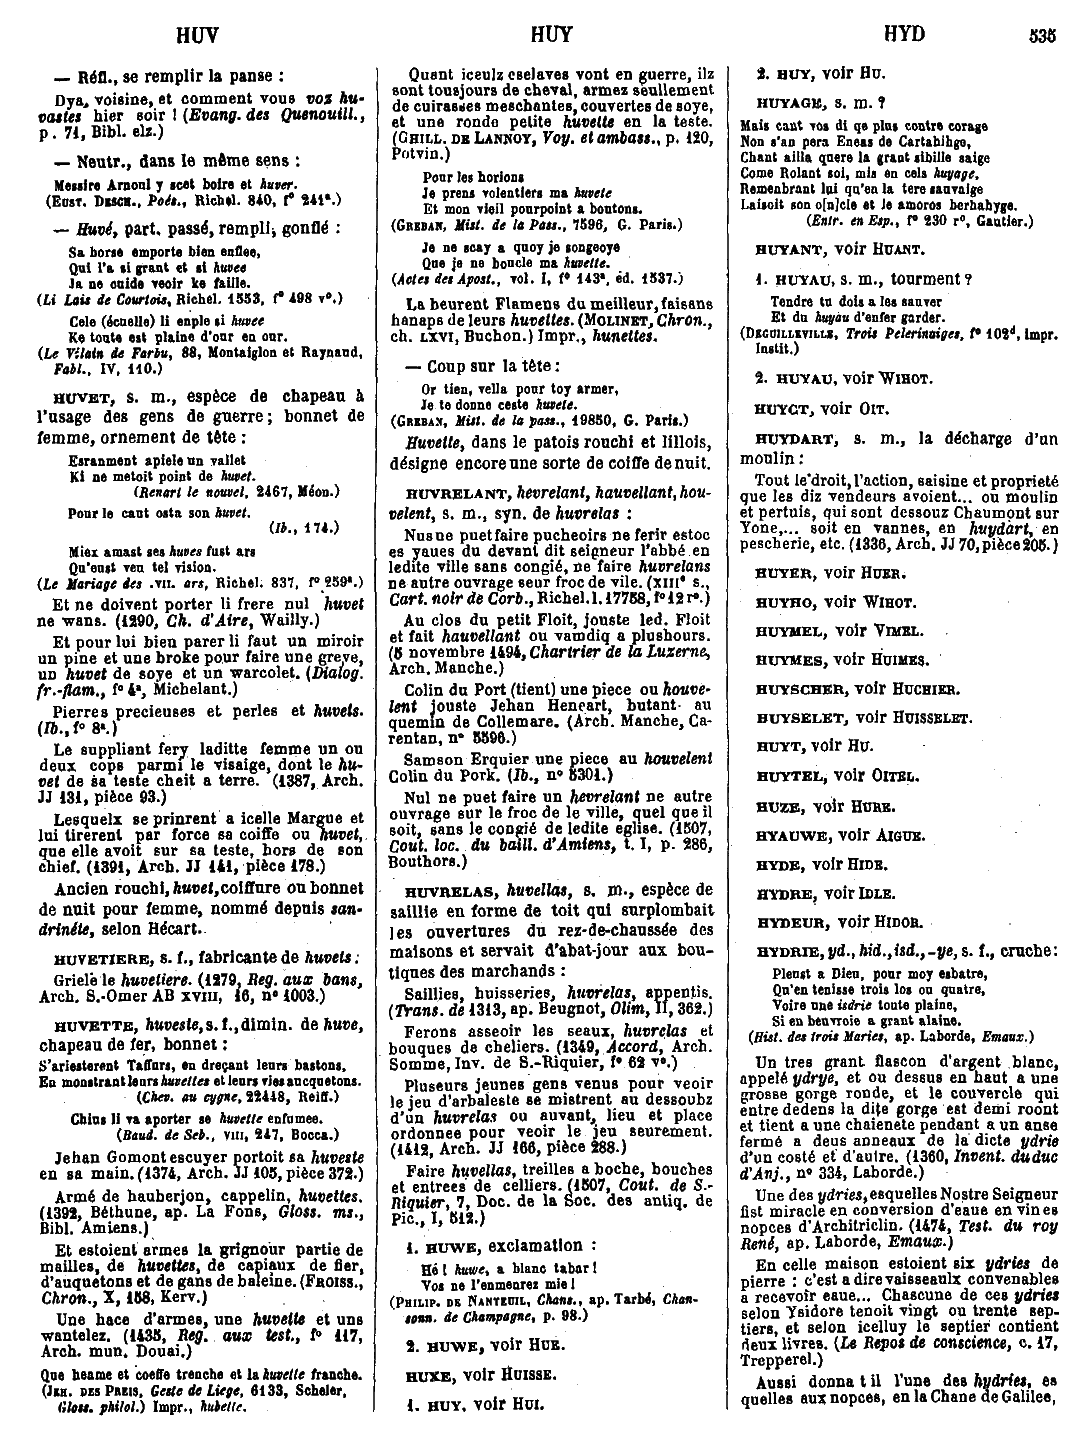 HUV
HUY
HYD
535
— Réfl., se remplir la panse :
Dya, voisine, et comment vous voz hu-
vastes hier soir ! (Evang. des Quenouill.,
p. 71, Bibl. elz.)
— Neutr., dans le même sens :
Messire Arnoul y scet boire et huver.
(EUST. DESCH., Poés., Richel. 840, f° 241ª.)
— Huvé, part. passé, rempli, gonflé :
Sa borse emporte bien enflee,
Qui l'a si grant et si huvee
Ja ne cuide veoir ke faille.
(Li Lais de Courtois, Richel. 1553, f° 498 v°.)
Cele (écuelle) li enple si huvee
Ke toute est plaine d'our en our.
(Le Vilain de Farbu, 88, Montaiglon et Raynaud,
Fabl., IV, 110.)
HUVET, s. m., espèce de chapeau à
l'usage des gens de guerre ; bonnet de
femme, ornement de tête :
Esranment apiele un vallet
Ki ne metoit point de huvet.
(Renart le nouvel, 2467, Méon.)
Pour le caut osta son huvet.
(Ib., 174.)
Miex amast ses huves fust ars
Qu'eust veu tel vision.
(Le Mariage des .VII. ars, Richel. 837, f° 259ª.)
Et ne doivent porter li frere nul huvet
ne wans. (1290, Ch. d'Aire, Wailly.)
Et pour lui bien parer li faut un miroir
un pine et une broke pour faire une greve,
un huvet de soye et un warcolet. (Dialog.
fr.-flam., f° 4ª, Michelant.)
Pierres precieuses et perles et huvets.
(Ib., f° 8ª.)
Le suppliant fery laditte femme un ou
deux cops parmi le visaige, dont le hu-
vet de sa teste cheit a terre. (1387, Arch.
JJ 131, pièce 93.)
Lesquelx se prinrent a icelle Margue et
lui tirerent par force sa coiffe ou huvet,
que elle avoit sur sa teste, hors de son
chief. (1391, Arch. JJ 141, pièce 178.)
Ancien rouchi, huvet, coiffure ou bonnet
de nuit pour femme, nommé depuis san-
drinéte, selon Hécart.
HUVETIERE, s. f., fabricante de huvets :
Griele le huvetiere. (1279, Reg. aux bans,
Arch. S.-Omer AB XVIII, 16, n° 1003.)
HUVETTE, huveste, s. f., dimin. de huve,
chapeau de fer, bonnet :
S'ariesterent Taffurs, en dreçant leurs bastons,
En monstrant leurs huvettes et leurs vies aucquetons.
(Chev. au cygne, 22448, Reiff.)
Chius li va aporter se huvette enfumee.
(Baud. de Seb., VIII, 247, Bocca.)
Jehan Gomont escuyer portoit sa huveste
en sa main. (1374, Arch. JJ 105, pièce 372.)
Armé de hauberjon, cappelin, huvettes.
(1392, Béthune, ap. La Fons, Gloss. ms.,
Bibl. Amiens.)
Et estoient armes la grignour partie de
mailles, de huvettes, de capiaux de fier,
d'auquetons et de gans de baleine. (FROISS.,
Chron., X, 158, Kerv.)
Une hace d'armes, une huvette et uns
wantelez. (1435, Reg. aux test., f° 117,
Arch. mun. Douai.)
Que heame et coeffe trenche et la huvette franche.
(JEH. DES PREIS, Geste de Liege, 6133, Scheler,
Gloss. philol.) Impr., hubette.
Quant iceulz cselaves vont en guerre, ilz
sont tousjours de cheval, armez seullement
de cuirasses meschantes, couvertes de soye,
et une ronde petite huvette en la teste.
(GHILL. DE LANNOY, Voy. et ambass., p. 120,
Potvin.)
Pour les horions
Je prens volentiers ma huvete
Et mon vieil pourpoint a boutons.
(GREBAN, Mist. de la Pass., 7596, G. Paris.)
Je ne scay a quoy je songeoye
Que je ne boucle ma huvette.
(Actes des Apost., vol. I, f° 143ª, éd. 1537.)
La beurent Flamens du meilleur, faisans
hanaps de leurs huvettes. (MOLINET, Chron.,
ch. LXVI, Buchon.) Impr., hunettes.
— Coup sur la tête :
Or tien, vella pour toy armer,
Je te donne ceste huvete.
(GREBAN, Mist. de la pass., 19850, G. Paris.)
Huvette, dans le patois rouchi et lillois,
désigne encore une sorte de coiffe de nuit.
HUVRELANT, hevrelant, hauvellant, hou-
velent, s. m., syn. de huvrelas :
Nus ne puet faire pucheoirs ne ferir estoc
es yaues du devant dit seigneur l'abbé en
ledite ville sans congié, ne faire huvrelans
ne autre ouvrage seur froc de vile. (XIIIᵉ s.,
Cart. noir de Corb., Richel. l. 17758, f° 12 r°.)
Au clos du petit Floit, jouste led. Floit
et fait hauvellant ou vamdiq a plushours.
(5 novembre 1494, Chartrier de la Luzerne,
Arch. Manche.)
Colin du Port (tient) une piece ou houve-
lent jouste Jehan Hencart, butant au
quemin de Collemare. (Arch. Manche, Ca-
rentan, n° 5596.)
Samson Erquier une piece au houvelent
Colin du Pork. (Ib., n° 5301.)
Nul ne puet faire un hevrelant ne autre
ouvrage sur le froc de le ville, quel que il
soit, sans le congié de ledite eglise. (1507,
Cout. loc. du baill. d'Amiens, t. I, p. 286,
Bouthors.)
HUVRELAS, huvellas, s. m., espèce de
saillie en forme de toit qui surplombait
les ouvertures du rez-de-chaussée des
maisons et servait d'abat-jour aux bou-
tiques des marchands :
Saillies, huisseries, huvrelas, appentis.
(Trans. de 1313, ap. Beugnot, Olim, II, 362.)
Ferons asseoir les seaux, huvrelas et
bouques de cheliers. (1349, Accord, Arch.
Somme, Inv. de S.-Riquier, f° 62 v°.)
Pluseurs jeunes gens venus pour veoir
le jeu d'arbaleste se mistrent au dessoubz
d'un huvrelas ou auvant, lieu et place
ordonnee pour veoir le jeu seurement.
(1412, Arch. JJ 166, pièce 288.)
Faire huvellas, treilles a boche, bouches
et entrees de celliers. (1507, Cout. de S.-
Riquier, 7, Doc. de la Soc. des antiq. de
Pic., I, 512.)
1. HUWE, exclamation :
Hé ! huwe, a blanc tabar !
Vos ne l'enmenrez mie !
(PHILIP. DE NANTEUIL, Chans., ap. Tarbé, Chan-
sonn. de Champagne, p. 98.)
2. HUWE, voir HUE.
HUXE, voir HUISSE.
1. HUY, voir HUI.
2. HUY, voir HU.
HUYAGE, s. m. ?
Mais cant vos di qe plus contre corage
Non s'an pera Eneas de Cartahihge,
Chant ailla quere la grant sibille saige
Come Rolant soi, mis en cels huyage,
Remenbrant lui qu'en la tere sauvaige
Laisoit son o[n]cle et le amoros berhahyge.
(Entr. en Esp., f° 230 r°, Gautier.)
HUYANT, voir HUANT.
1. HUYAU, s. m., tourment ?
Tendre tu dois a les sauver
Et du huyau d'enfer garder.
(DEGUILLEVILLE, Trois Pelerinaiges, f° 102ᵈ, impr.
Instit.)
2. HUYAU, voir WIHOT.
HUYCT, voir OIT.
HUYDART, s. m., la décharge d'un
moulin :
Tout le droit, l'action, saisine et proprieté
que les diz vendeurs avoient... ou moulin
et pertuis, qui sont dessouz Chaumont sur
Yone,... soit en vannes, en huydart, en
pescherie, etc. (1336, Arch. JJ 70, pièce 205.)
HUYER, voir HUER.
HUYHO, voir WIHOT.
HUYMEL, voir VIMEL.
HUYMES, voir HUIMES.
HUYSCHER, voir HUCHIER.
HUYSELET, voir HUISSELET.
HUYT, voir HU.
HUYTEL, voir OITEL.
HUZE, voir HURE.
HYAUWE, voir AIGUE.
HYDE, voir HIDE.
HYDRE, voir IDLE.
HYDEUR, voir HIDOR.
HYDRIE, yd., hid., isd., -ye, s. f., cruche :
Pleust a Dieu, pour moy esbatre,
Qu'en tenisse trois los ou quatre,
Voire une isdrie toute plaine,
Si en beuvroie a grant alaine.
(Hist. des trois Maries, ap. Laborde, Emaux.)
Un tres grant flascon d'argent blanc,
appelé ydrye, et ou dessus en haut a une
grosse gorge ronde, et le couvercle qui
entre dedens la dite gorge est demi roont
et tient a une chaienete pendant a un anse
fermé a deus anneaux de la dicte ydrie
d'un costé et d'autre. (1360, Invent. du duc
d'Anj., n° 334, Laborde.)
Une des ydries, esquelles Nostre Seigneur
fist miracle en conversion d'eaue en vin es
nopces d'Architriclin. (1474, Test. du roy
René, ap. Laborde, Emaux.)
En celle maison estoient six ydries de
pierre : c'est a dire vaisseaulx convenables
a recevoir eaue... Chascune de ces ydries
selon Ysidore tenoit vingt ou trente sep-
tiers, et selon icelluy le septier contient
deux livres. (Le Repos de conscience, c. 17,
Trepperel.)
Aussi donna t il l'une des hydries, es
quelles aux nopces, en la Chane de Galilee,